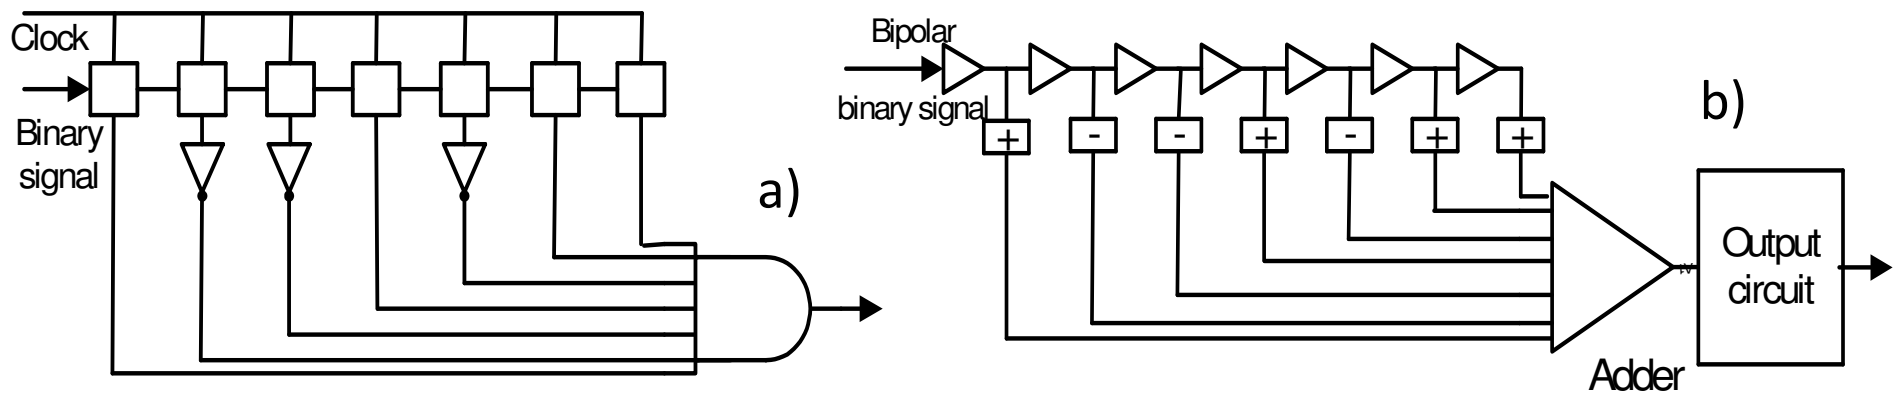 Clock
Binary
signal
a)
Bipolar
binary signal
+ - - + - + +
b)
Output
circuit
Adder